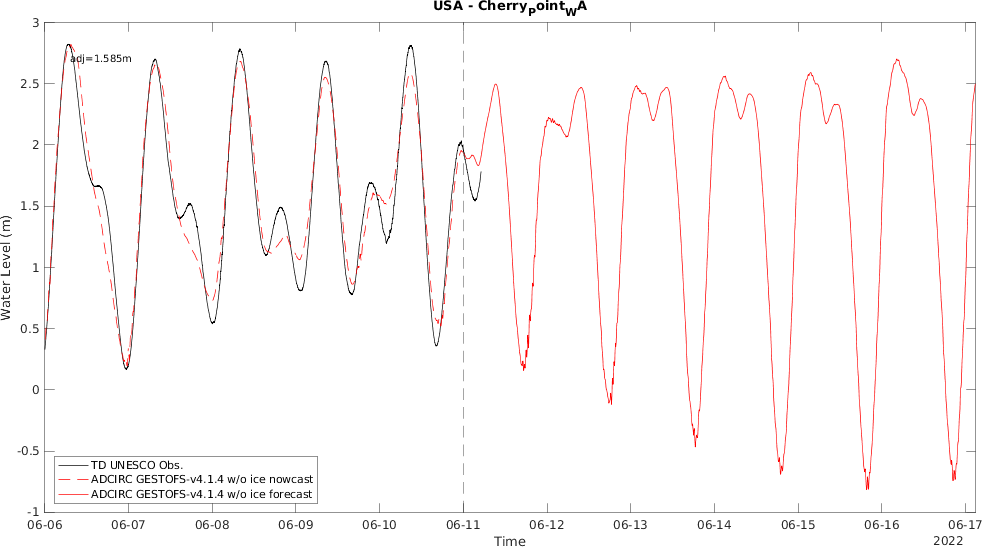 USA - CherryPointWA
adj=1.585m
3
2.5
2
1.5
1
0.5
0
-0.5
-1
Water Level (m)
TD UNESCO Obs.
ADCIRC GESTOFS-v4.1.4 w/o ice nowcast
ADCIRC GESTOFS-v4.1.4 w/o ice forecast
06-06 06-07 06-08 06-09 06-10 06-11 06-12 06-13 06-14 06-15 06-16 06-17
Time
2022